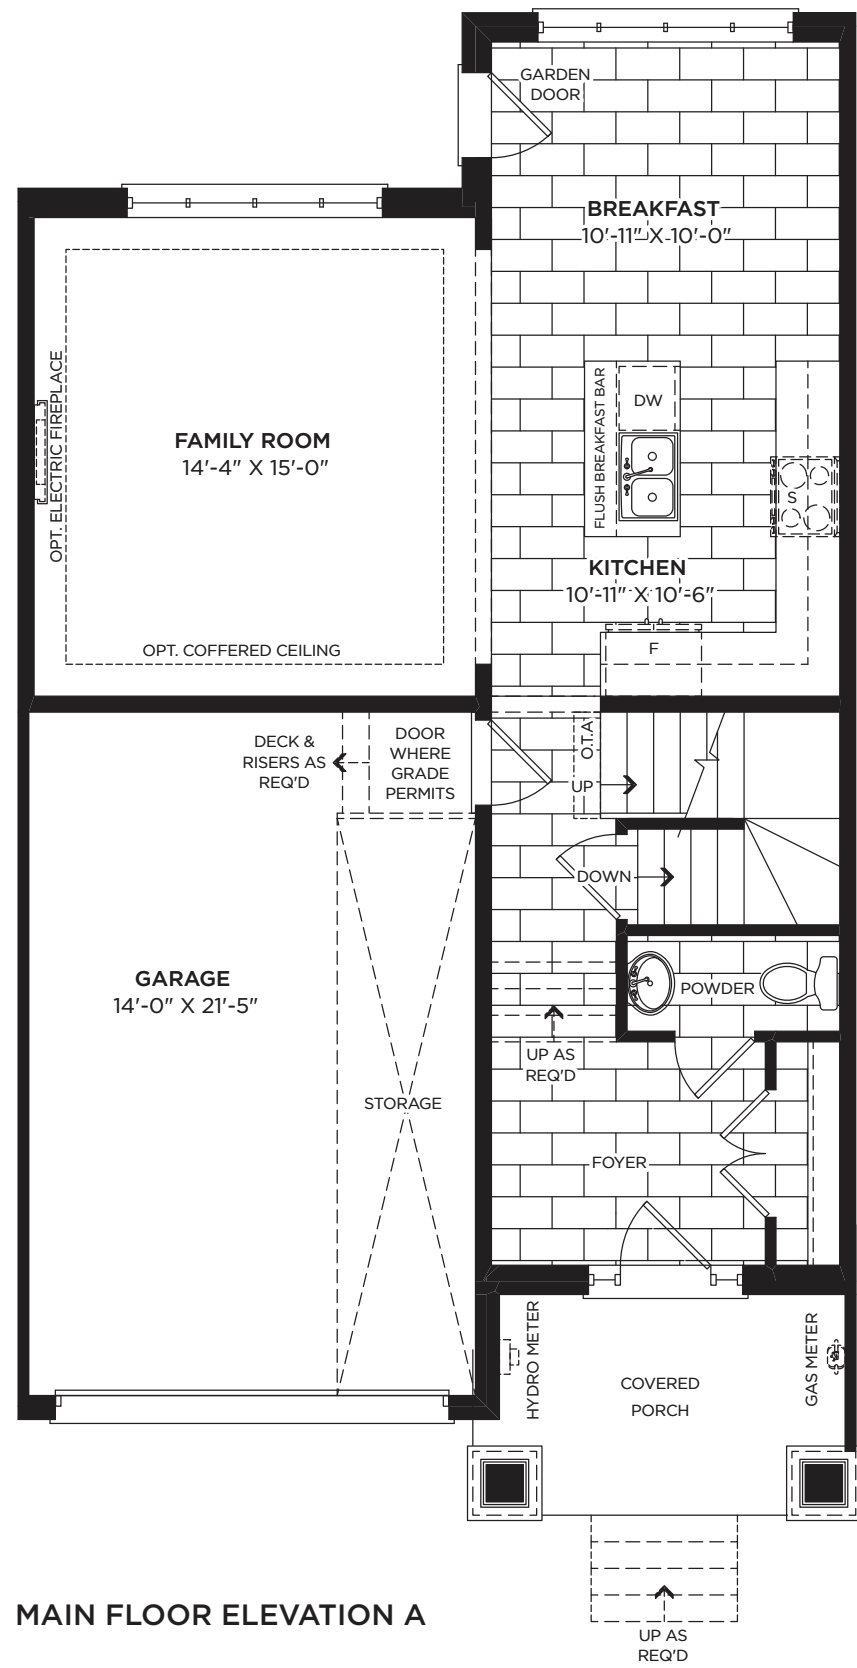 GARDEN
DOOR
BREAKFAST
10'-11" X 10'-0"
OPT. ELECTRIC FIREPLACE
FAMILY ROOM
14'-4" X 15'-0"
FLUSH BREAKFAST BAR
DW
S
KITCHEN
10'-11" X 10'-6"
OPT. COFFERED CEILING
F
DECK &
RISERS AS
REQ'D
DOOR
WHERE
GRADE
PERMITS
O.T.A
UP
DOWN
GARAGE
14'-0" X 21'-5"
POWDER
UP AS
REQ'D
STORAGE
FOYER
HYDRO METER
COVERED
PORCH
GAS METER
MAIN FLOOR ELEVATION A
UP AS
REQ'D